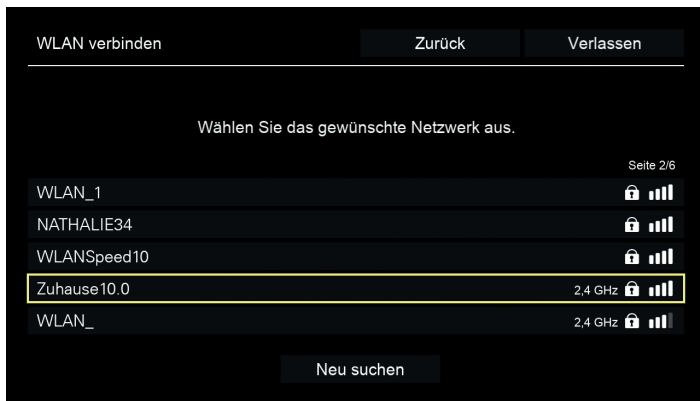 WLAN verbinden Zurück Verlassen
Wählen Sie das gewünschte Netzwerk aus.
Seite 2/6
WLAN_1
NATHALIE34
WLANSpeed10
Zuhause10.0 2,4 GHz
WLAN_ 2,4 GHz
Neu suchen